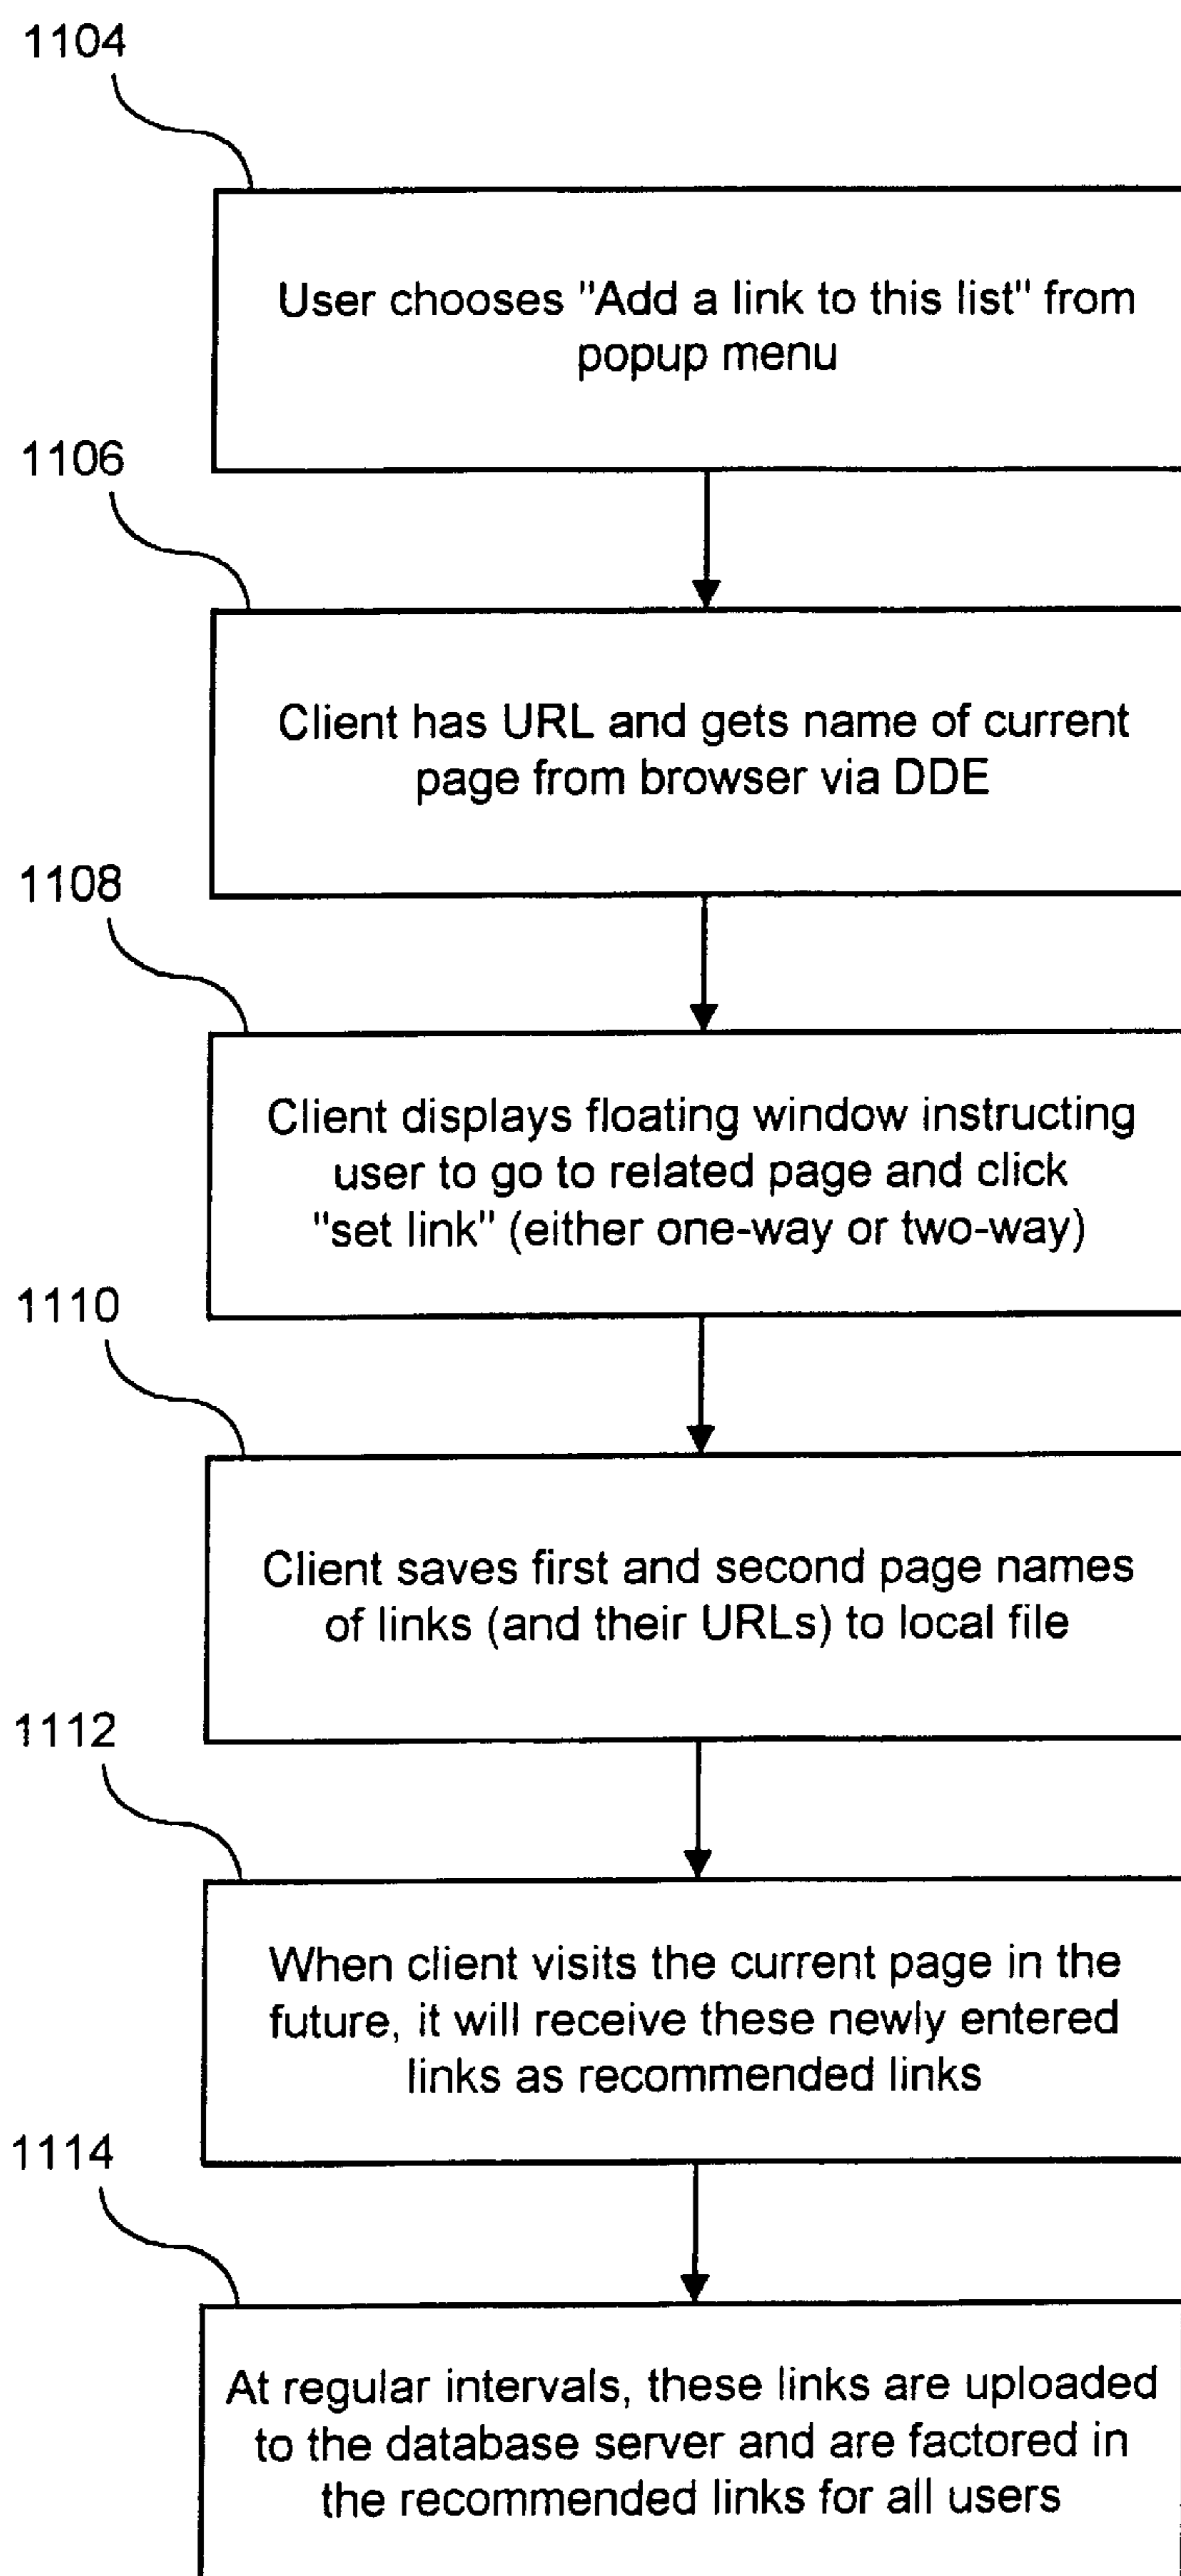 1104
User chooses "Add a link to this list" from
popup menu
1106
Client has URL and gets name of current
page from browser via DDE
1108
Client displays floating window instructing
user to go to related page and click
"set link" (either one-way or two-way)
1110
Client saves first and second page names
of links (and their URLs) to local file
1112
When client visits the current page in the
future, it will receive these newly entered
links as recommended links
1114
At regular intervals, these links are uploaded
to the database server and are factored in
the recommended links for all users